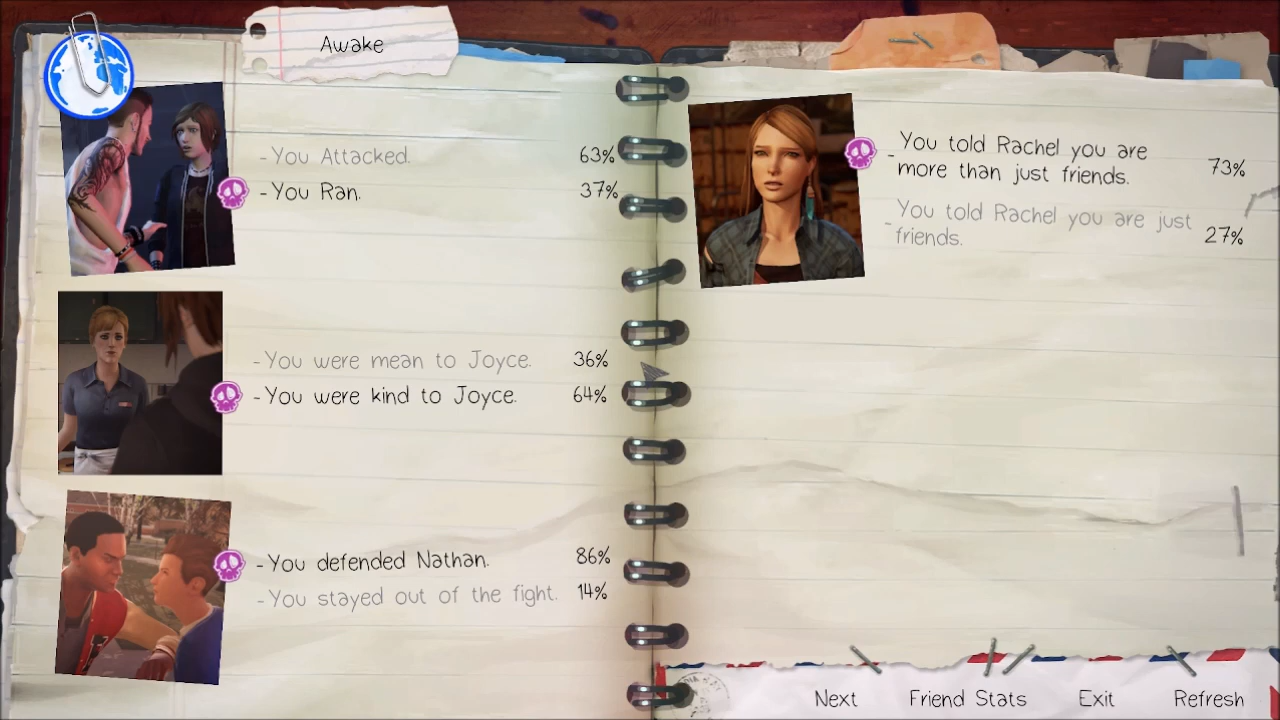 Awake
-You Attacked. 63%
-You Ran. 37%
-You were mean to Joyce. 36%
-You were kind to Joyce. 64%
-You defended Nathan. 86%
-You stayed out of the fight. 14%
-You told Rachel you are
more than just friends. 73%
-You told Rachel you are just
friends. 27%
Next Friend Stats Exit Refresh